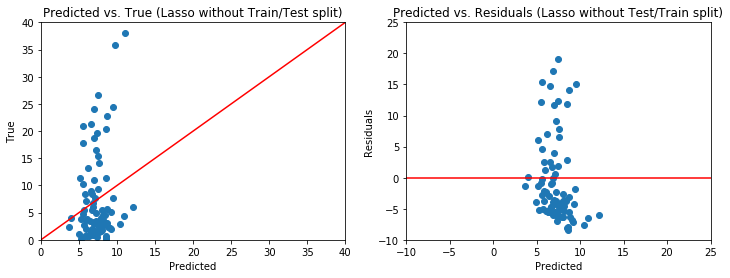 Predicted vs. True (Lasso without Train/Test split)
True
40
35
30
25
20
15
10
5
0
0 5 10 15 20 25 30 35 40
Predicted
Predicted vs. Residuals (Lasso without Test/Train split)
Residuals
25
20
15
10
5
0
−5
−10
−10 −5 0 5 10 15 20 25
Predicted